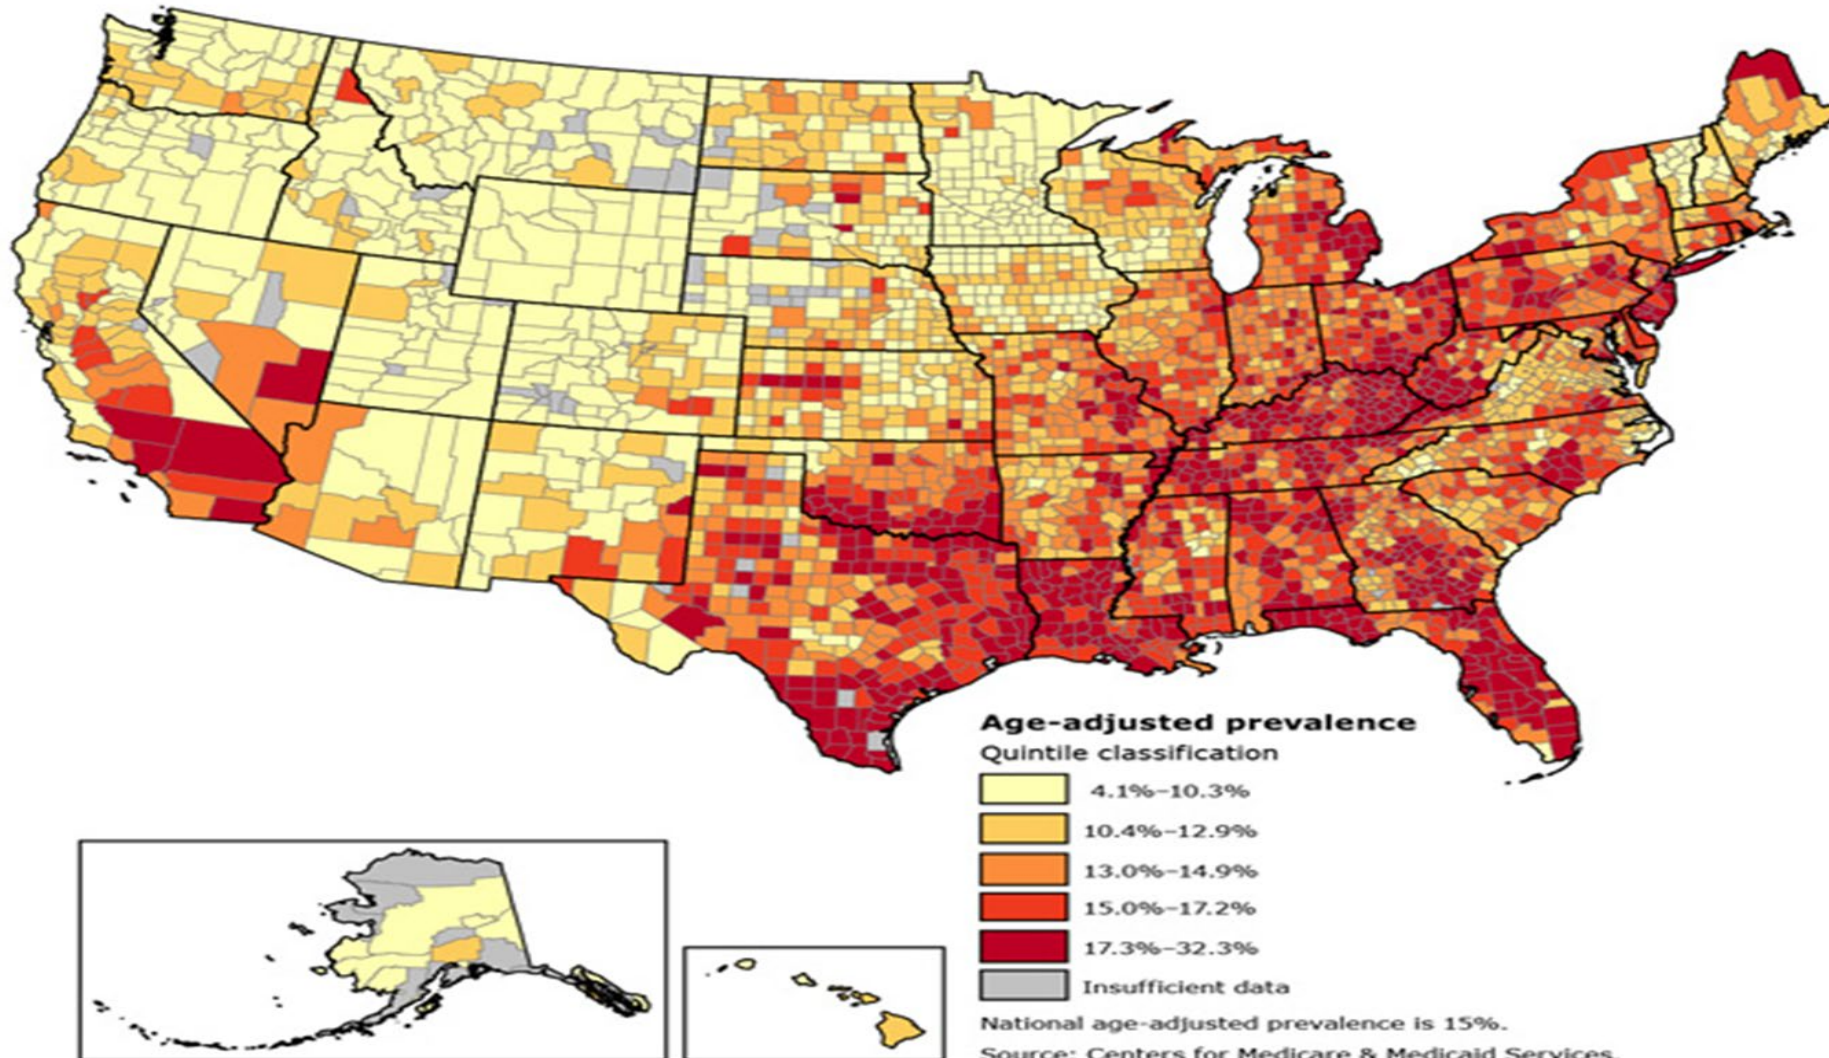 Age-adjusted prevalence
Quintile classification
4.1%–10.3%
10.4%–12.9%
13.0%–14.9%
15.0%–17.2%
17.3%–32.3%
Insufficient data
National age-adjusted prevalence is 15%.
Source: Centers for Medicare & Medicaid Services.